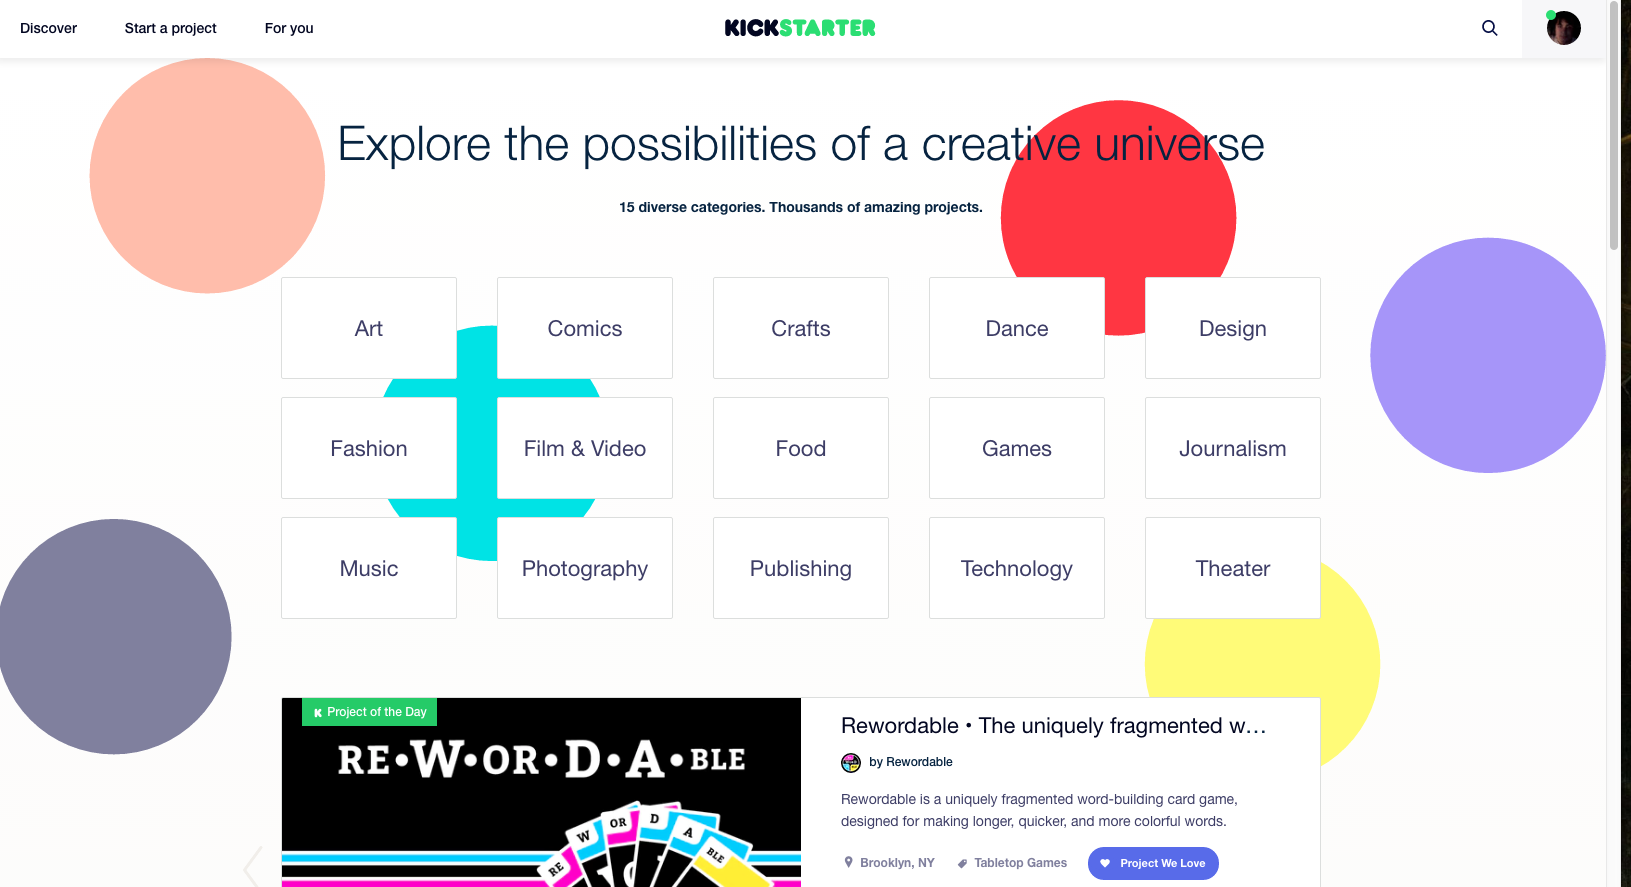 Discover Start a project For you KICKSTARTER
Explore the possibilities of a creative universe
15 diverse categories. Thousands of amazing projects.
Art Comics Crafts Dance Design
Fashion Film & Video Food Games Journalism
Music Photography Publishing Technology Theater
Project of the Day
RE•W•OR•D•A•BLE
RE W OR D A BLE
Rewordable • The uniquely fragmented w…
by Rewordable
Rewordable is a uniquely fragmented word-building card game,
designed for making longer, quicker, and more colorful words.
Brooklyn, NY Tabletop Games Project We Love